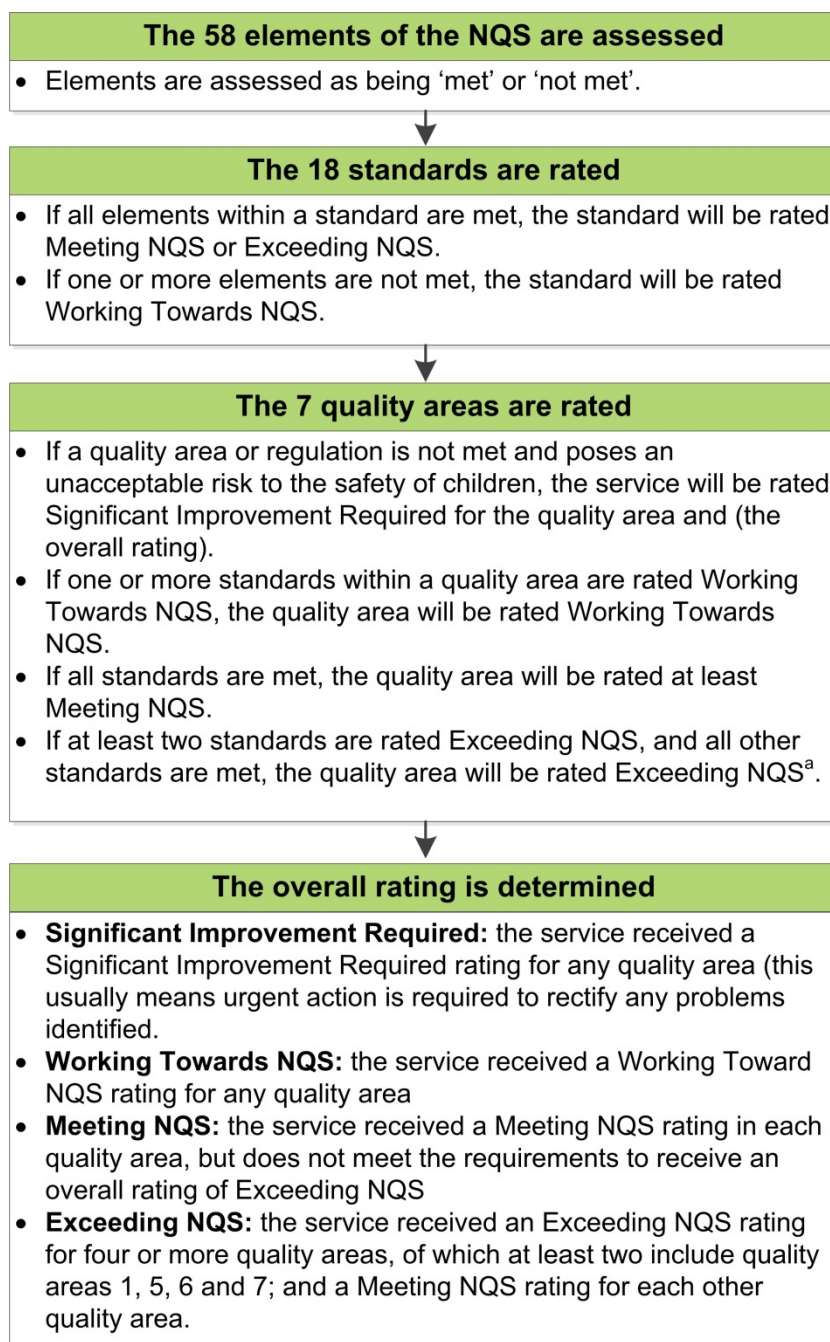 The 58 elements of the NQS are assessed
• Elements are assessed as being ‘met’ or ‘not met’.
The 18 standards are rated
• If all elements within a standard are met, the standard will be rated
Meeting NQS or Exceeding NQS.
• If one or more elements are not met, the standard will be rated
Working Towards NQS.
The 7 quality areas are rated
• If a quality area or regulation is not met and poses an
unacceptable risk to the safety of children, the service will be rated
Significant Improvement Required for the quality area and (the
overall rating).
• If one or more standards within a quality area are rated Working
Towards NQS, the quality area will be rated Working Towards
NQS.
• If all standards are met, the quality area will be rated at least
Meeting NQS.
• If at least two standards are rated Exceeding NQS, and all other
standards are met, the quality area will be rated Exceeding NQSᵃ.
The overall rating is determined
• Significant Improvement Required: the service received a
Significant Improvement Required rating for any quality area (this
usually means urgent action is required to rectify any problems
identified.
• Working Towards NQS: the service received a Working Toward
NQS rating for any quality area
• Meeting NQS: the service received a Meeting NQS rating in each
quality area, but does not meet the requirements to receive an
overall rating of Exceeding NQS
• Exceeding NQS: the service received an Exceeding NQS rating
for four or more quality areas, of which at least two include quality
areas 1, 5, 6 and 7; and a Meeting NQS rating for each other
quality area.